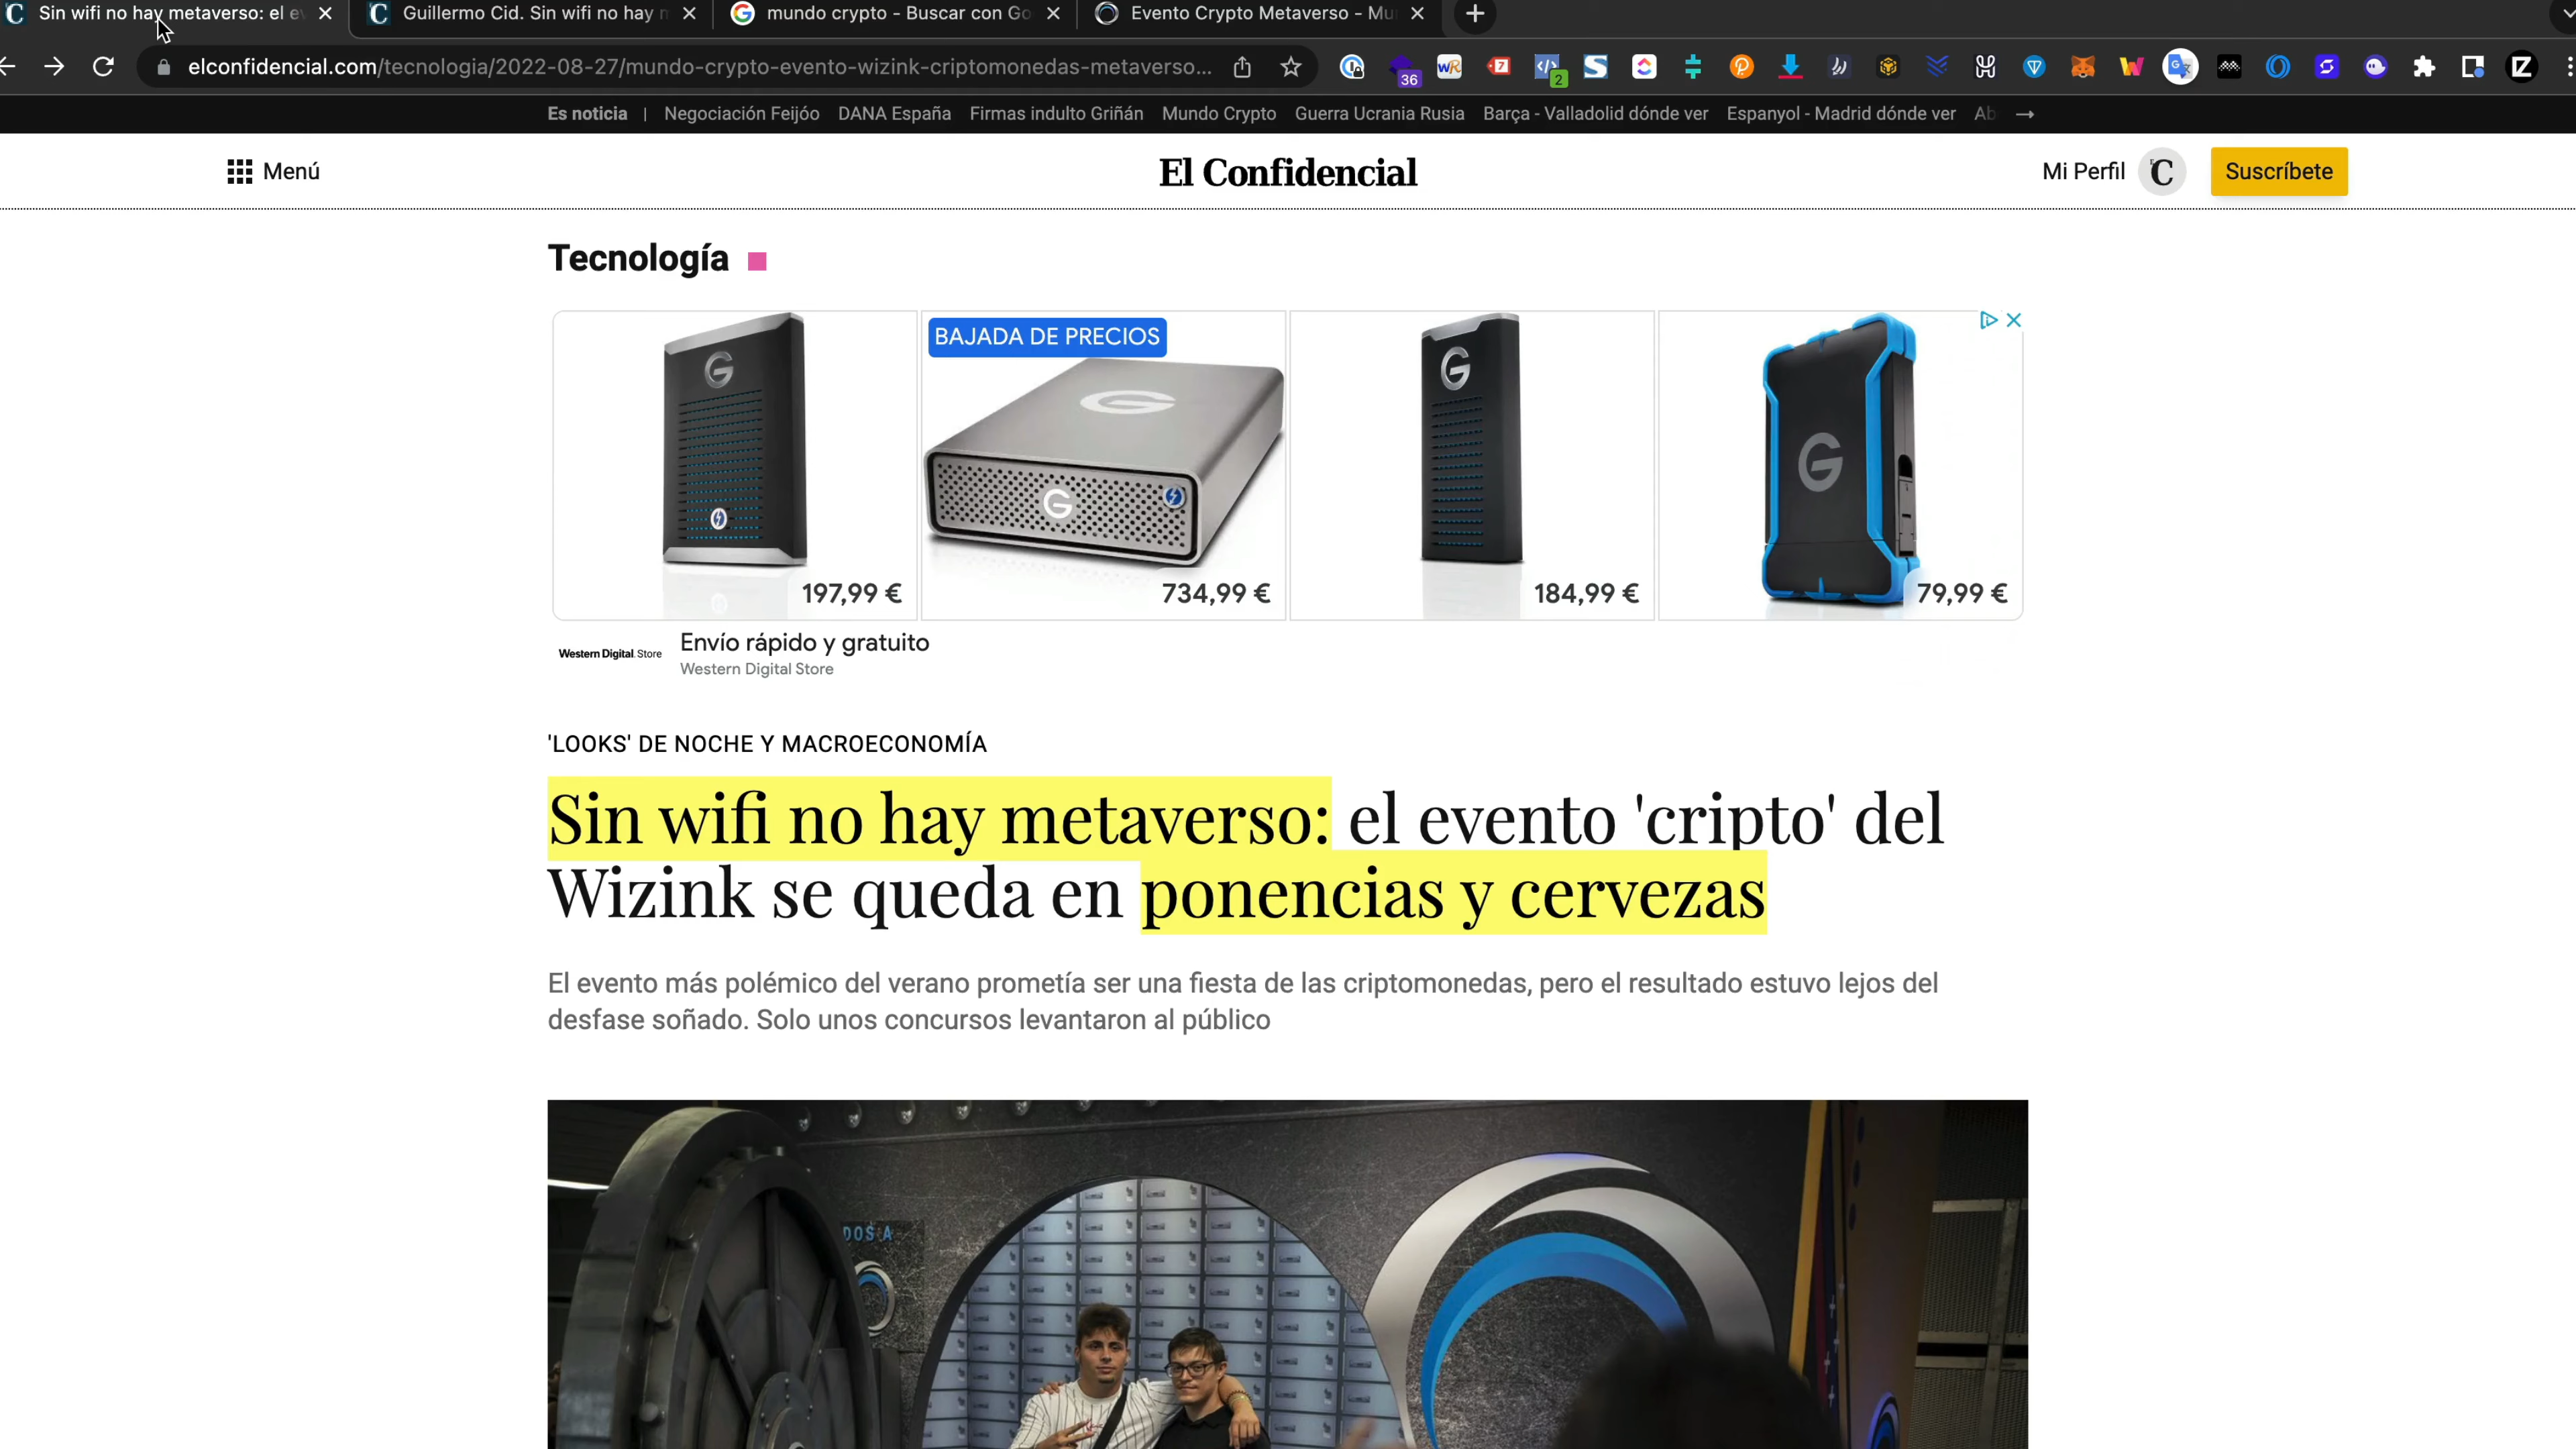 Sin wifi no hay metaverso: el ev
Guillermo Cid. Sin wifi no hay m
mundo crypto - Buscar con Go
Evento Crypto Metaverso - Mu
elconfidencial.com/tecnologia/2022-08-27/mundo-crypto-evento-wizink-criptomonedas-metaverso...
36
2
Es noticia | Negociación Feijóo DANA España Firmas indulto Griñán Mundo Crypto Guerra Ucrania Rusia Barça - Valladolid dónde ver Espanyol - Madrid dónde ver Ab →
Menú
El Confidencial
Mi Perfil
Suscríbete
Tecnología
BAJADA DE PRECIOS
197,99 €
734,99 €
184,99 €
79,99 €
Western Digital Store
Envío rápido y gratuito
Western Digital Store
'LOOKS' DE NOCHE Y MACROECONOMÍA
Sin wifi no hay metaverso: el evento 'cripto' del
Wizink se queda en ponencias y cervezas
El evento más polémico del verano prometía ser una fiesta de las criptomonedas, pero el resultado estuvo lejos del
desfase soñado. Solo unos concursos levantaron al público